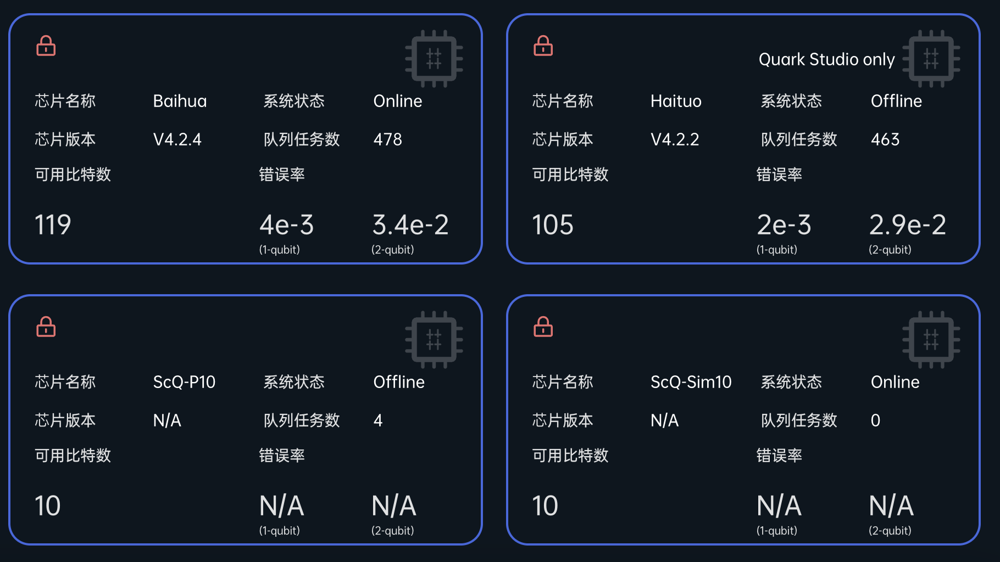 芯片名称 Baihua 系统状态 Online
芯片版本 V4.2.4 队列任务数 478
可用比特数 错误率
119 4e-3 3.4e-2
(1-qubit) (2-qubit)
Quark Studio only
芯片名称 Haituo 系统状态 Offline
芯片版本 V4.2.2 队列任务数 463
可用比特数 错误率
105 2e-3 2.9e-2
(1-qubit) (2-qubit)
芯片名称 ScQ-P10 系统状态 Offline
芯片版本 N/A 队列任务数 4
可用比特数 错误率
10 N/A N/A
(1-qubit) (2-qubit)
芯片名称 ScQ-Sim10 系统状态 Online
芯片版本 N/A 队列任务数 0
可用比特数 错误率
10 N/A N/A
(1-qubit) (2-qubit)